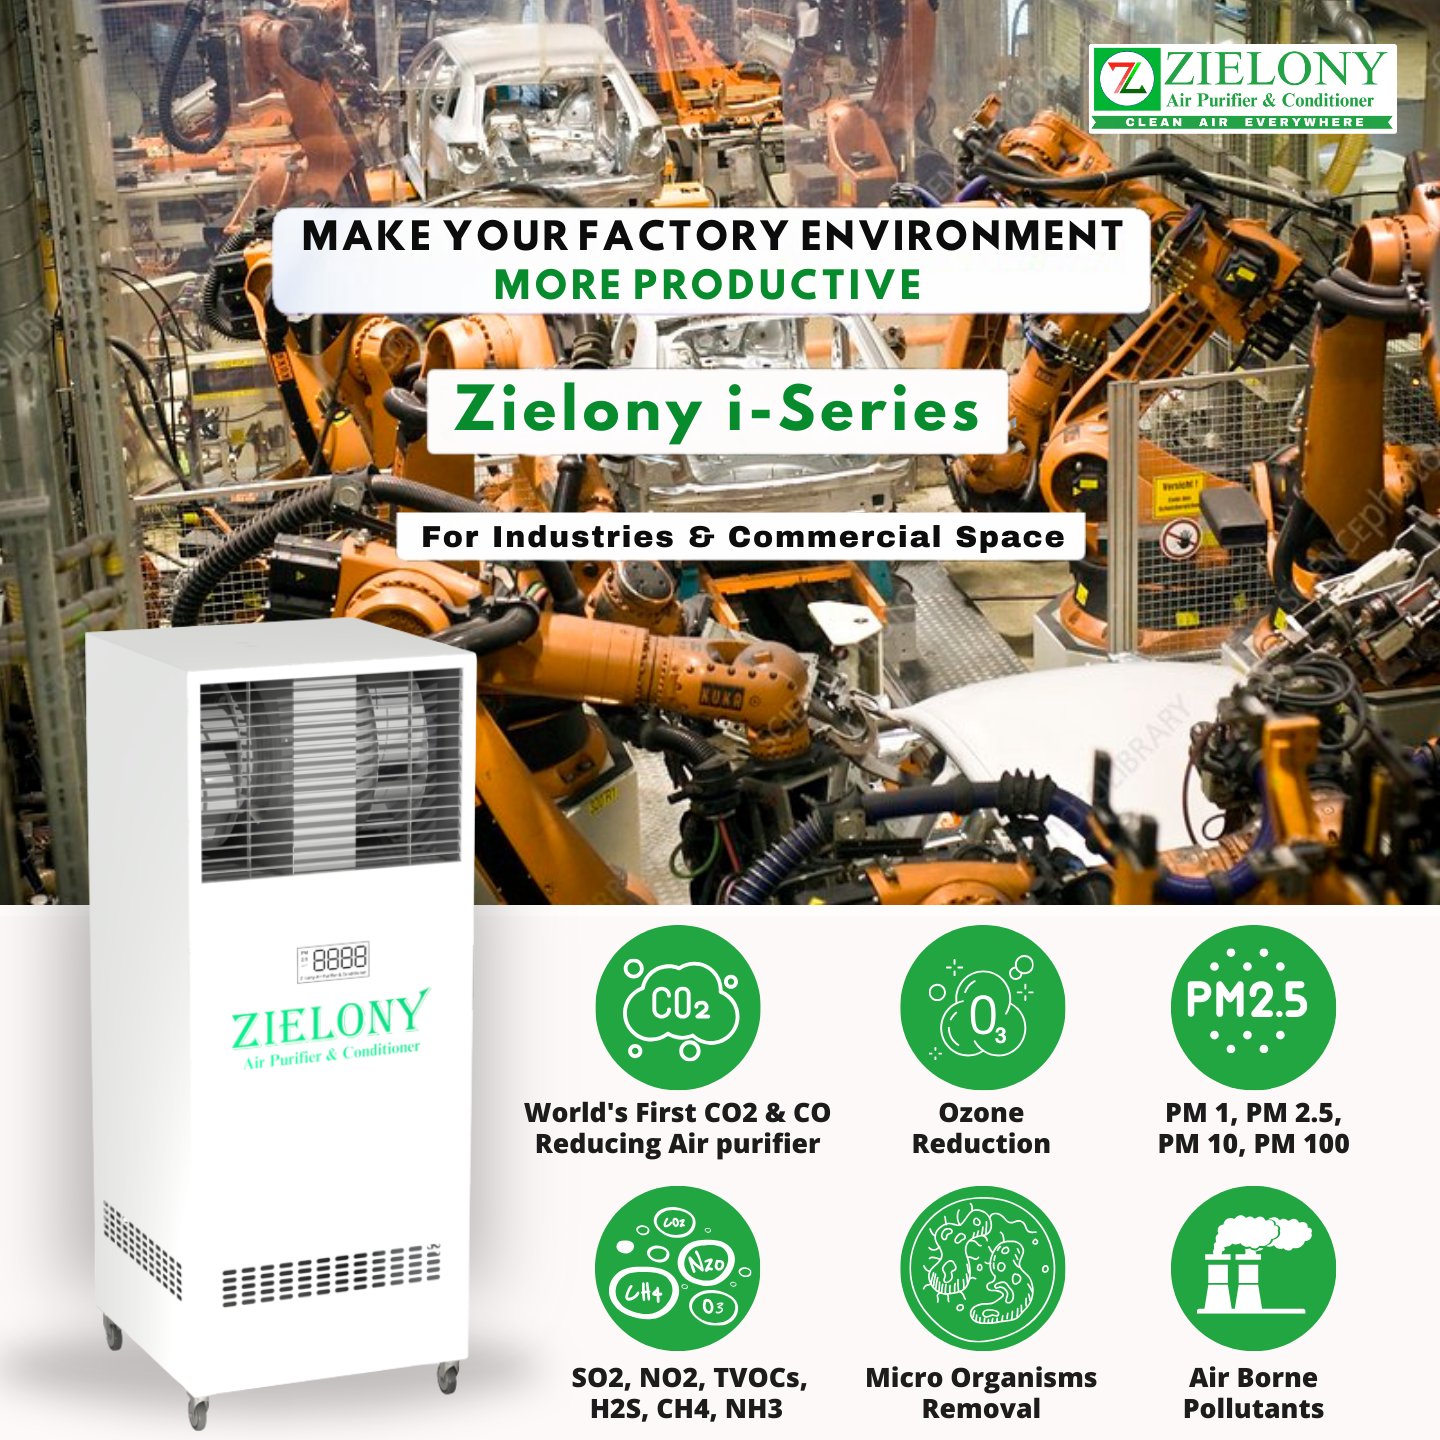 ZIELONY
Air Purifier & Conditioner
CLEAN AIR EVERYWHERE
MAKE YOUR FACTORY ENVIRONMENT
MORE PRODUCTIVE
Zielony i-Series
For Industries & Commercial Space
Versicht !
KUKA
LIBRARY
8888
ZIELONY
Air Purifier & Conditioner
CO2
O3
PM2.5
World's First CO2 & CO
Reducing Air purifier
Ozone
Reduction
PM 1, PM 2.5,
PM 10, PM 100
CO2
N2O
CH4
O3
SO2, NO2, TVOCs,
H2S, CH4, NH3
Micro Organisms
Removal
Air Borne
Pollutants